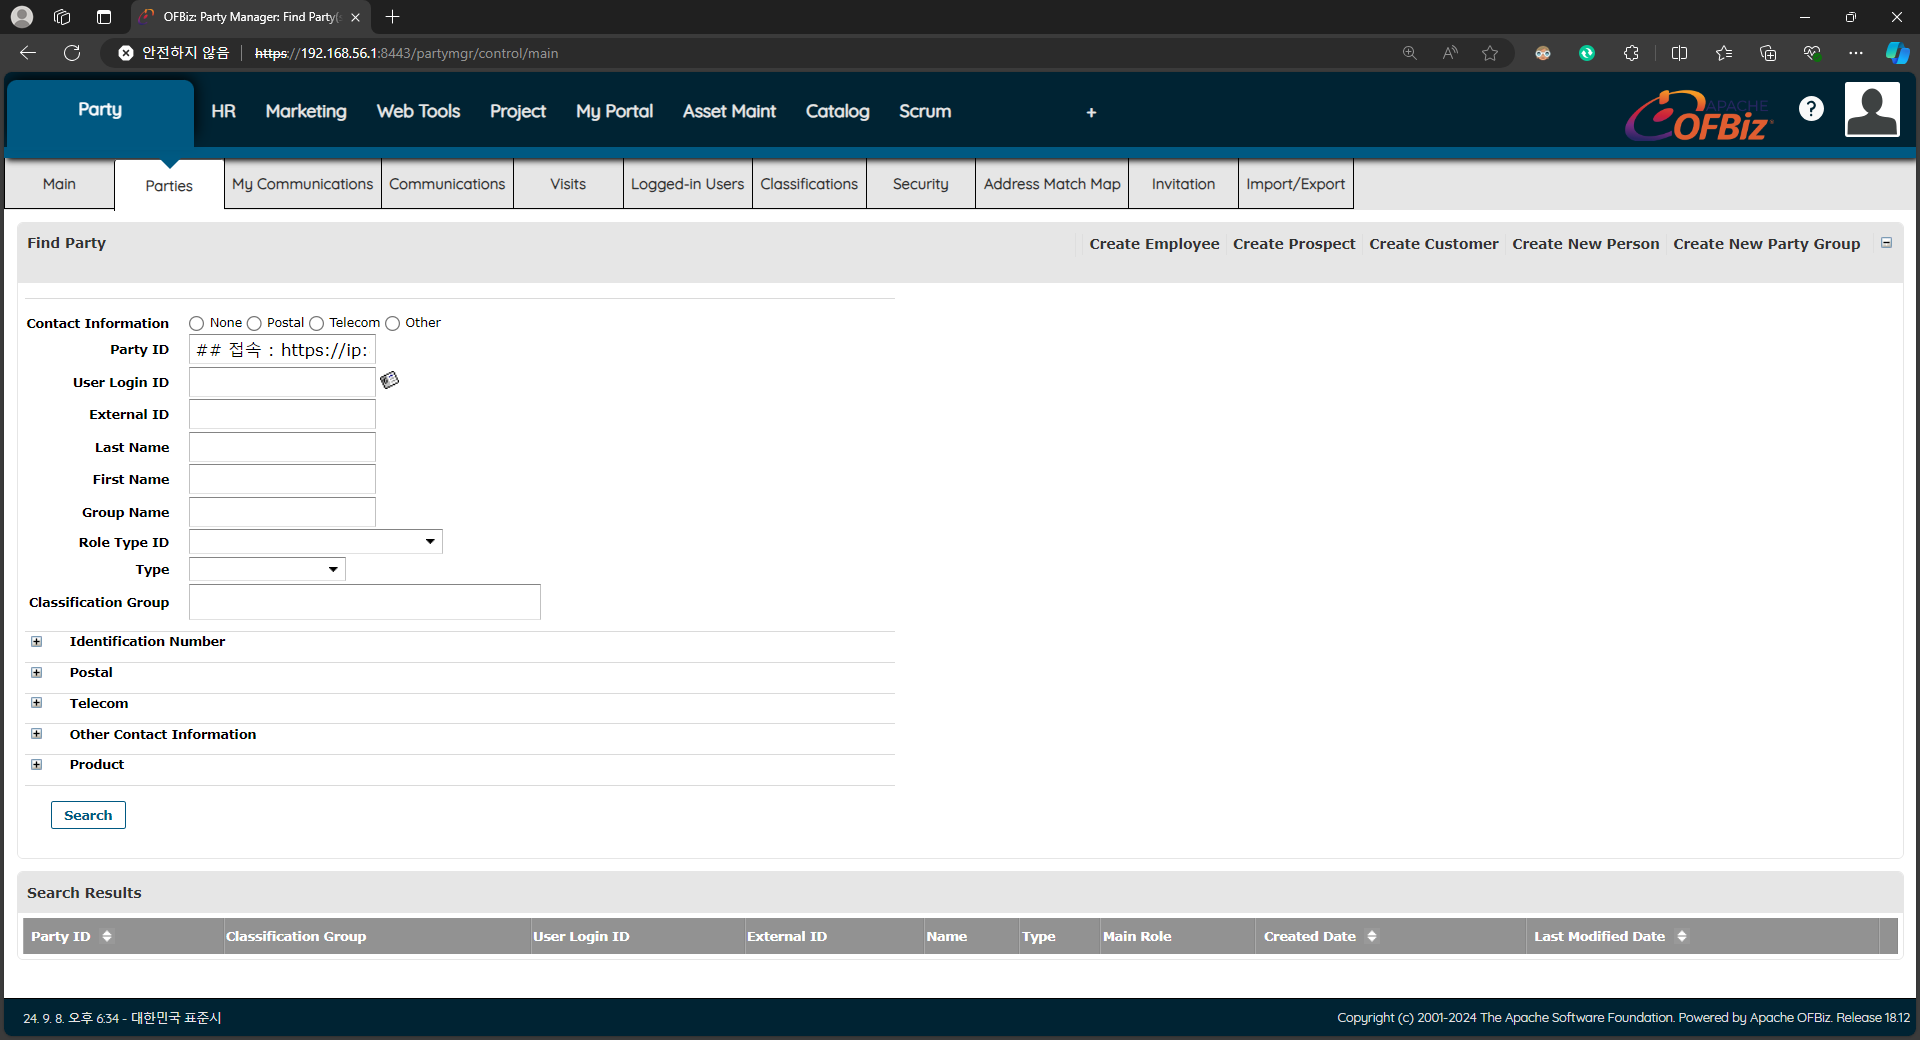 OFBiz: Party Manager: Find Party(
안전하지 않음 https://192.168.56.1:8443/partymgr/control/main
Party HR Marketing Web Tools Project My Portal Asset Maint Catalog Scrum +
APACHE
OFBiz
?
Main Parties My Communications Communications Visits Logged-in Users Classifications Security Address Match Map Invitation Import/Export
Find Party Create Employee Create Prospect Create Customer Create New Person Create New Party Group
Contact Information None Postal Telecom Other
Party ID ## 접속 : https://ip:
User Login ID
External ID
Last Name
First Name
Group Name
Role Type ID
Type
Classification Group
Identification Number
Postal
Telecom
Other Contact Information
Product
Search
Search Results
Party ID Classification Group User Login ID External ID Name Type Main Role Created Date Last Modified Date
24. 9. 8. 오후 6:34 - 대한민국 표준시 Copyright (c) 2001-2024 The Apache Software Foundation. Powered by Apache OFBiz. Release 18.12